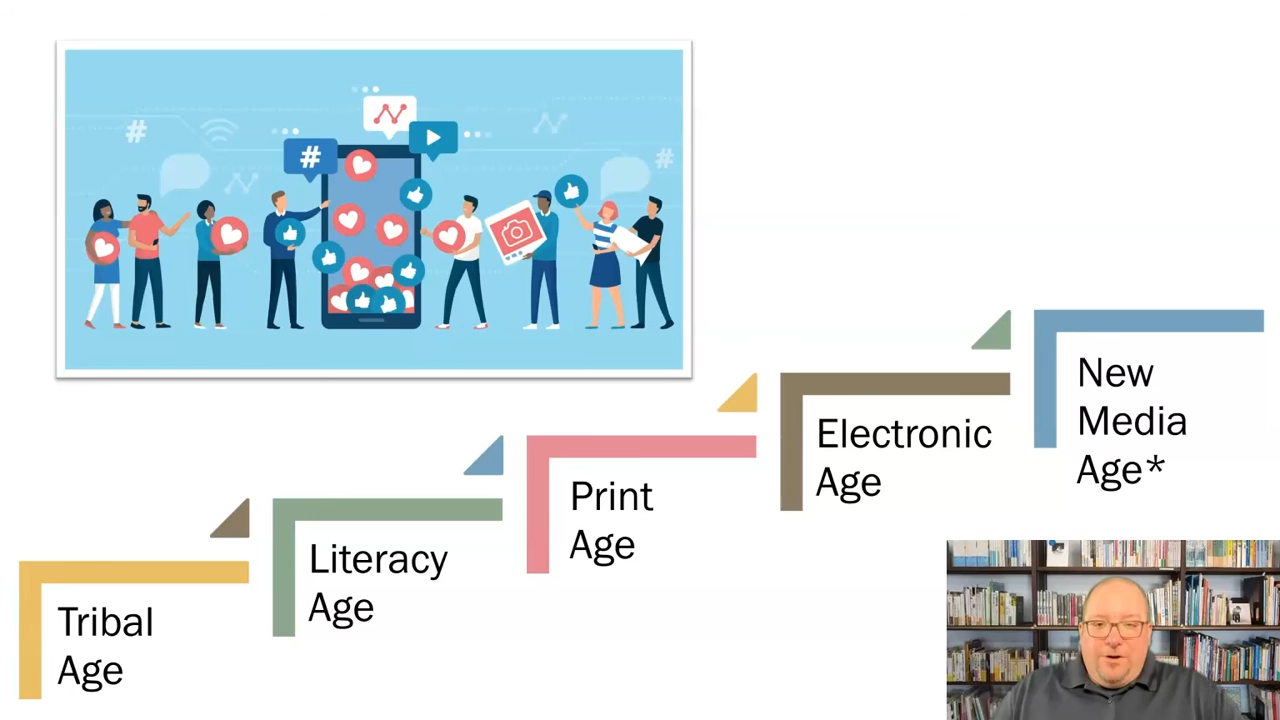 #
#
#
Tribal
Age
Literacy
Age
Print
Age
Electronic
Age
New
Media
Age*